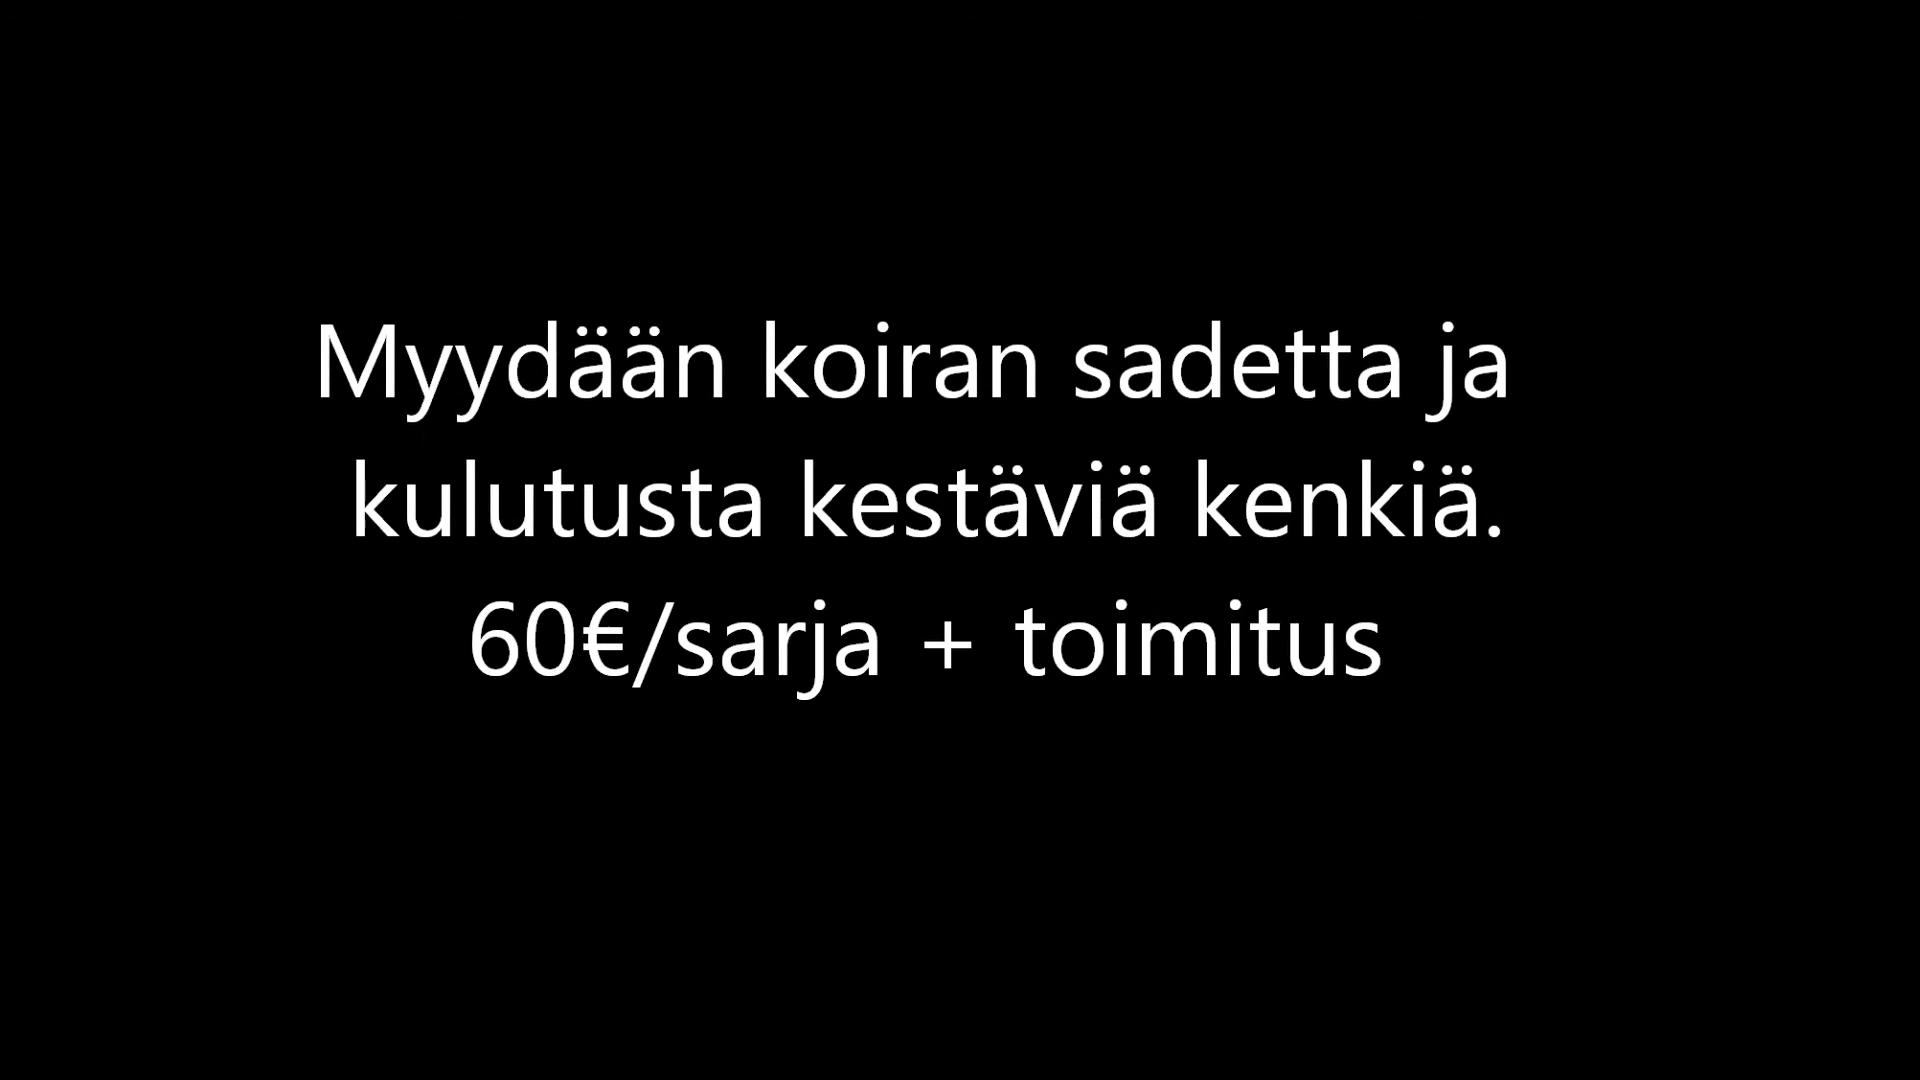 Myydään koiran sadetta ja
kulutusta kestäviä kenkiä.
60€/sarja + toimitus